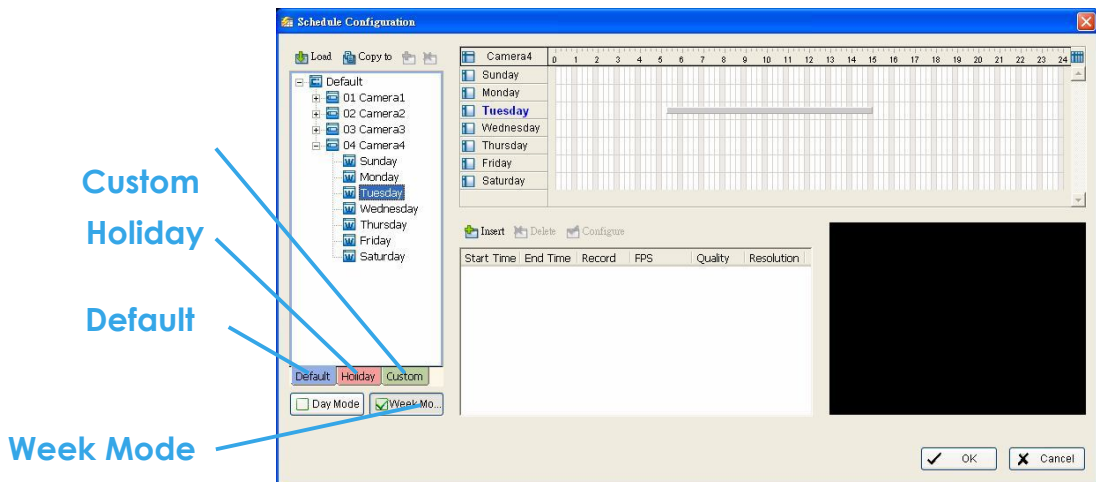 Schedule Configuration
Load Copy to
Default
01 Camera1
02 Camera2
03 Camera3
04 Camera4
Sunday
Monday
Tuesday
Wednesday
Thursday
Friday
Saturday
Default Holiday Custom
Day Mode Week Mo...
Camera4 0 1 2 3 4 5 6 7 8 9 10 11 12 13 14 15 16 17 18 19 20 21 22 23 24
Sunday
Monday
Tuesday
Wednesday
Thursday
Friday
Saturday
Insert Delete Configure
Start Time End Time Record FPS Quality Resolution
OK Cancel
Custom
Holiday
Default
Week Mode